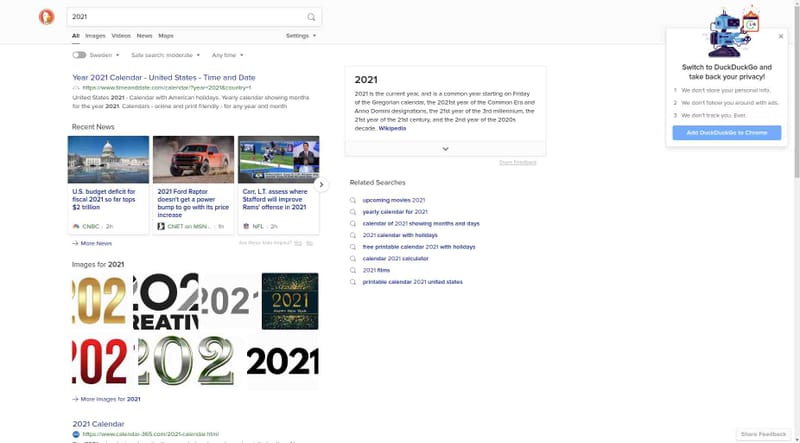 2021
All Images Videos News Maps Settings
Sweden Safe search: moderate Any time
Year 2021 Calendar - United States - Time and Date
https://www.timeanddate.com/calendar/?year=2021&country=1
United States 2021 - Calendar with American holidays. Yearly calendar showing months
for the year 2021. Calendars - online and print friendly - for any year and month
Recent News
U.S. budget deficit for
fiscal 2021 so far tops
$2 trillion
CNBC 2h
2021 Ford Raptor
doesn't get a power
bump to go with its price
increase
CNET on MSN... 1h
Carr, L.T. assess where
Stafford will improve
Rams' offense in 2021
NFL 2h
More News
Yes No
Images for 2021
202
202
REATIV
2021
2021
HAPPY NEW YEAR
202
202
2021
More Images for 2021
2021 Calendar
https://www.calendar-365.com/2021-calendar.html
2021
2021 is the current year, and is a common year starting on Friday
of the Gregorian calendar, the 2021st year of the Common Era and
Anno Domini designations, the 21st year of the 3rd millennium, the
21st year of the 21st century, and the 2nd year of the 2020s
decade. Wikipedia
Share Feedback
Related Searches
upcoming movies 2021
yearly calendar for 2021
calendar of 2021 showing months and days
2021 calendar with holidays
free printable calendar 2021 with holidays
calendar 2021 calculator
2021 films
printable calendar 2021 united states
Switch to DuckDuckGo and
take back your privacy!
1 We don't store your personal info.
2 We don't follow you around with ads.
3 We don't track you. Ever.
Add DuckDuckGo to Chrome
Share Feedback